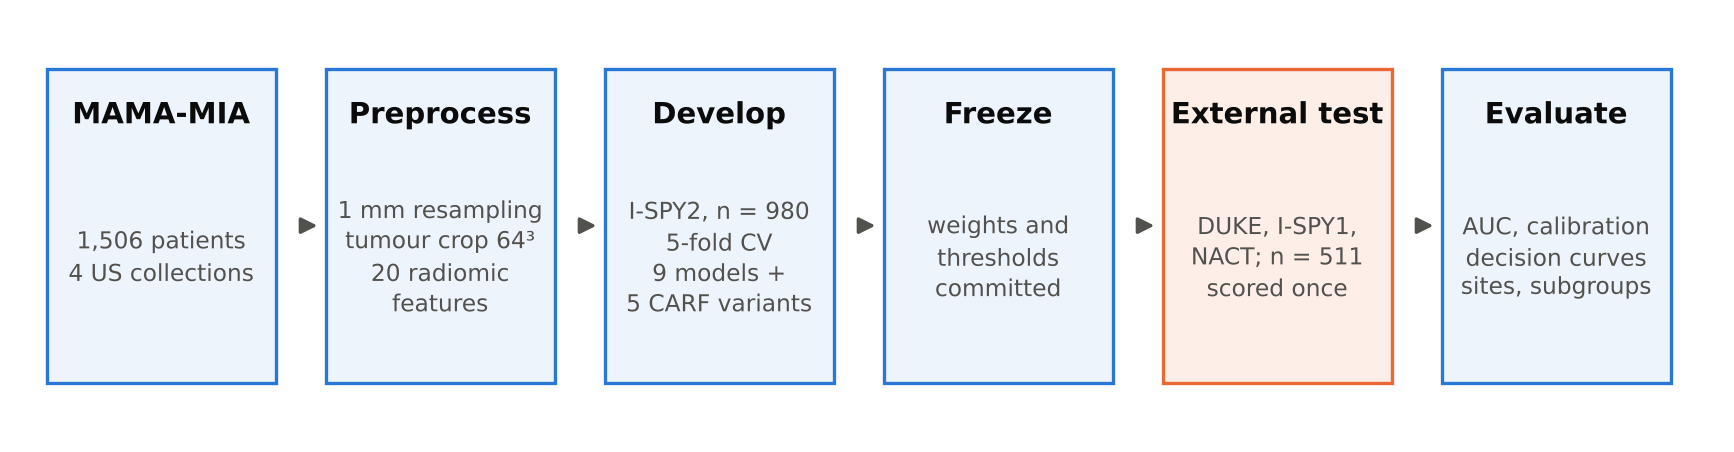 MAMA-MIA
1,506 patients
4 US collections
Preprocess
1 mm resampling
tumour crop 64³
20 radiomic
features
Develop
I-SPY2, n = 980
5-fold CV
9 models +
5 CARF variants
Freeze
weights and
thresholds
committed
External test
DUKE, I-SPY1,
NACT; n = 511
scored once
Evaluate
AUC, calibration
decision curves
sites, subgroups